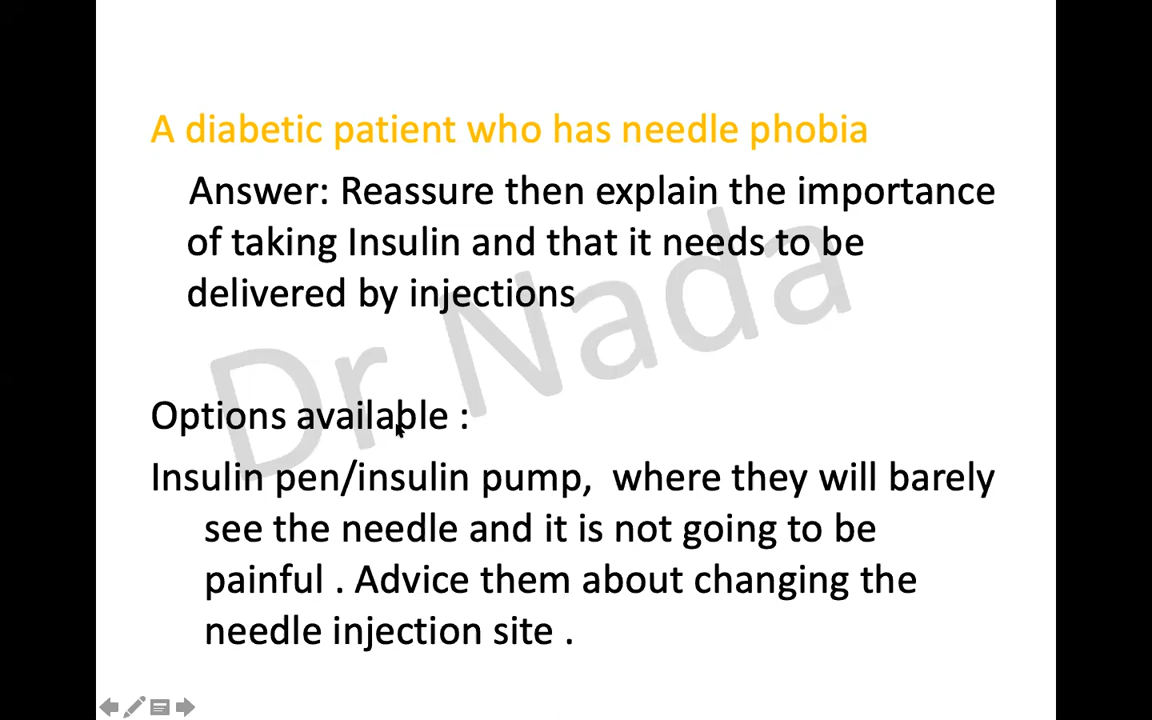 A diabetic patient who has needle phobia
Answer: Reassure then explain the importance
of taking Insulin and that it needs to be
delivered by injections
Dr Nada
Options available :
Insulin pen/insulin pump,  where they will barely
see the needle and it is not going to be
painful . Advice them about changing the
needle injection site .